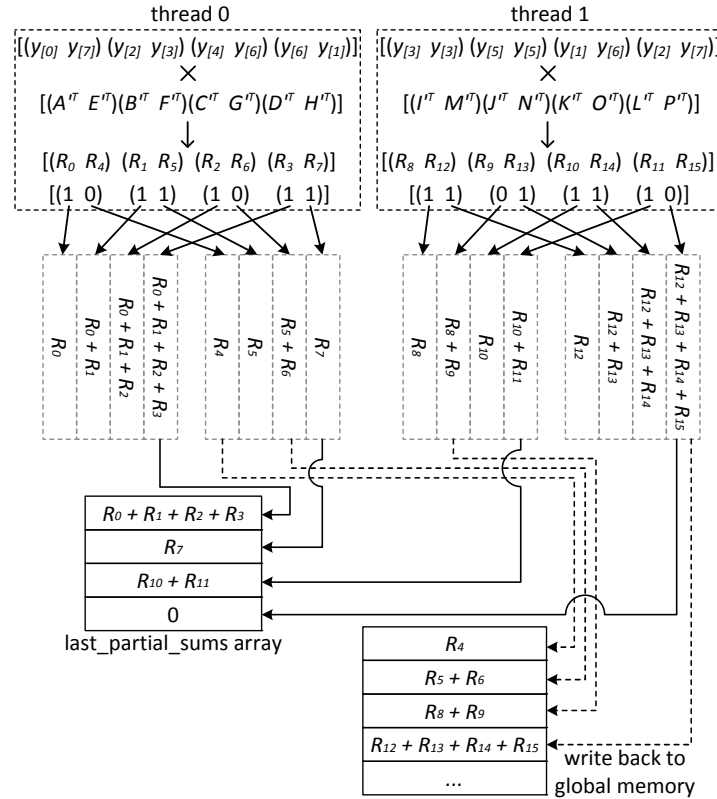 thread 0 thread 1
[(y[0] y[7]) (y[2] y[3]) (y[4] y[6]) (y[6] y[1])] [(y[3] y[3]) (y[5] y[5]) (y[1] y[6]) (y[2] y[7])]
× ×
[(A'ᵀ E'ᵀ)(B'ᵀ F'ᵀ)(C'ᵀ G'ᵀ)(D'ᵀ H'ᵀ)] [(I'ᵀ M'ᵀ)(J'ᵀ N'ᵀ)(K'ᵀ O'ᵀ)(L'ᵀ P'ᵀ)]
[(R0 R4) (R1 R5) (R2 R6) (R3 R7)] [(R8 R12) (R9 R13) (R10 R14) (R11 R15)]
[(1 0) (1 1) (1 0) (1 1)] [(1 1) (0 1) (1 1) (1 0)]
R0
R0 + R1
R0 + R1 + R2
R0 + R1 + R2 + R3
R4
R5
R5 + R6
R7
R8
R8 + R9
R10
R10 + R11
R12
R12 + R13
R12 + R13 + R14
R12 + R13 + R14 + R15
R0 + R1 + R2 + R3
R7
R10 + R11
0
last_partial_sums array
R4
R5 + R6
R8 + R9
R12 + R13 + R14 + R15
...
write back to
global memory